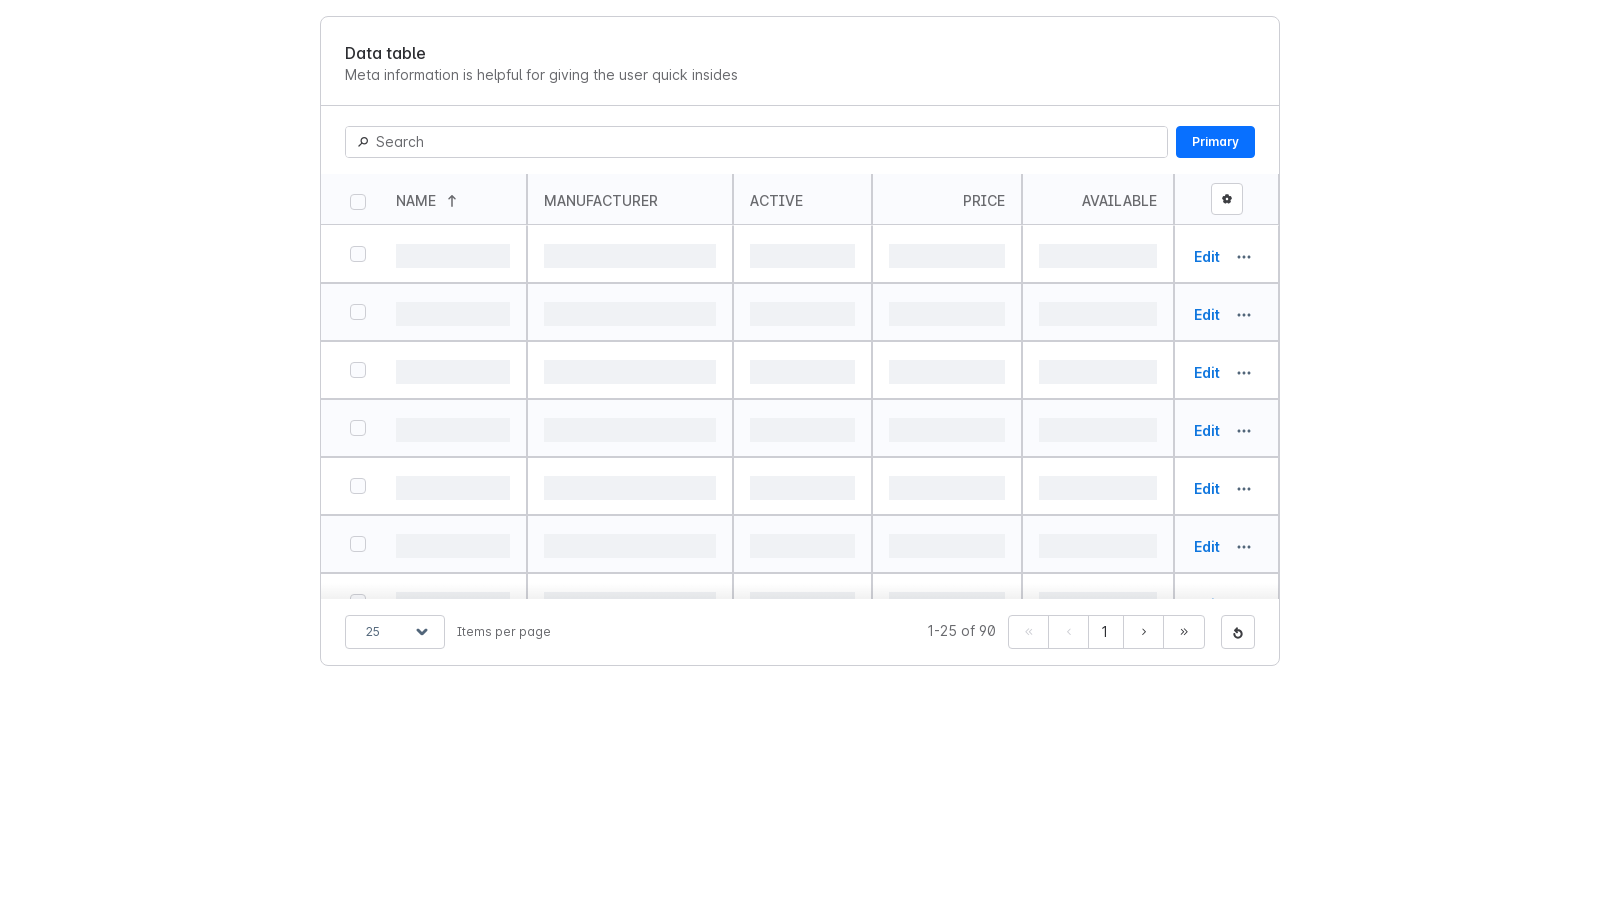 Data table
Meta information is helpful for giving the user quick insides
Search
Primary
NAME MANUFACTURER ACTIVE PRICE AVAILABLE
Edit
Edit
Edit
Edit
Edit
Edit
25 Items per page 1-25 of 90 « ‹ 1 › »